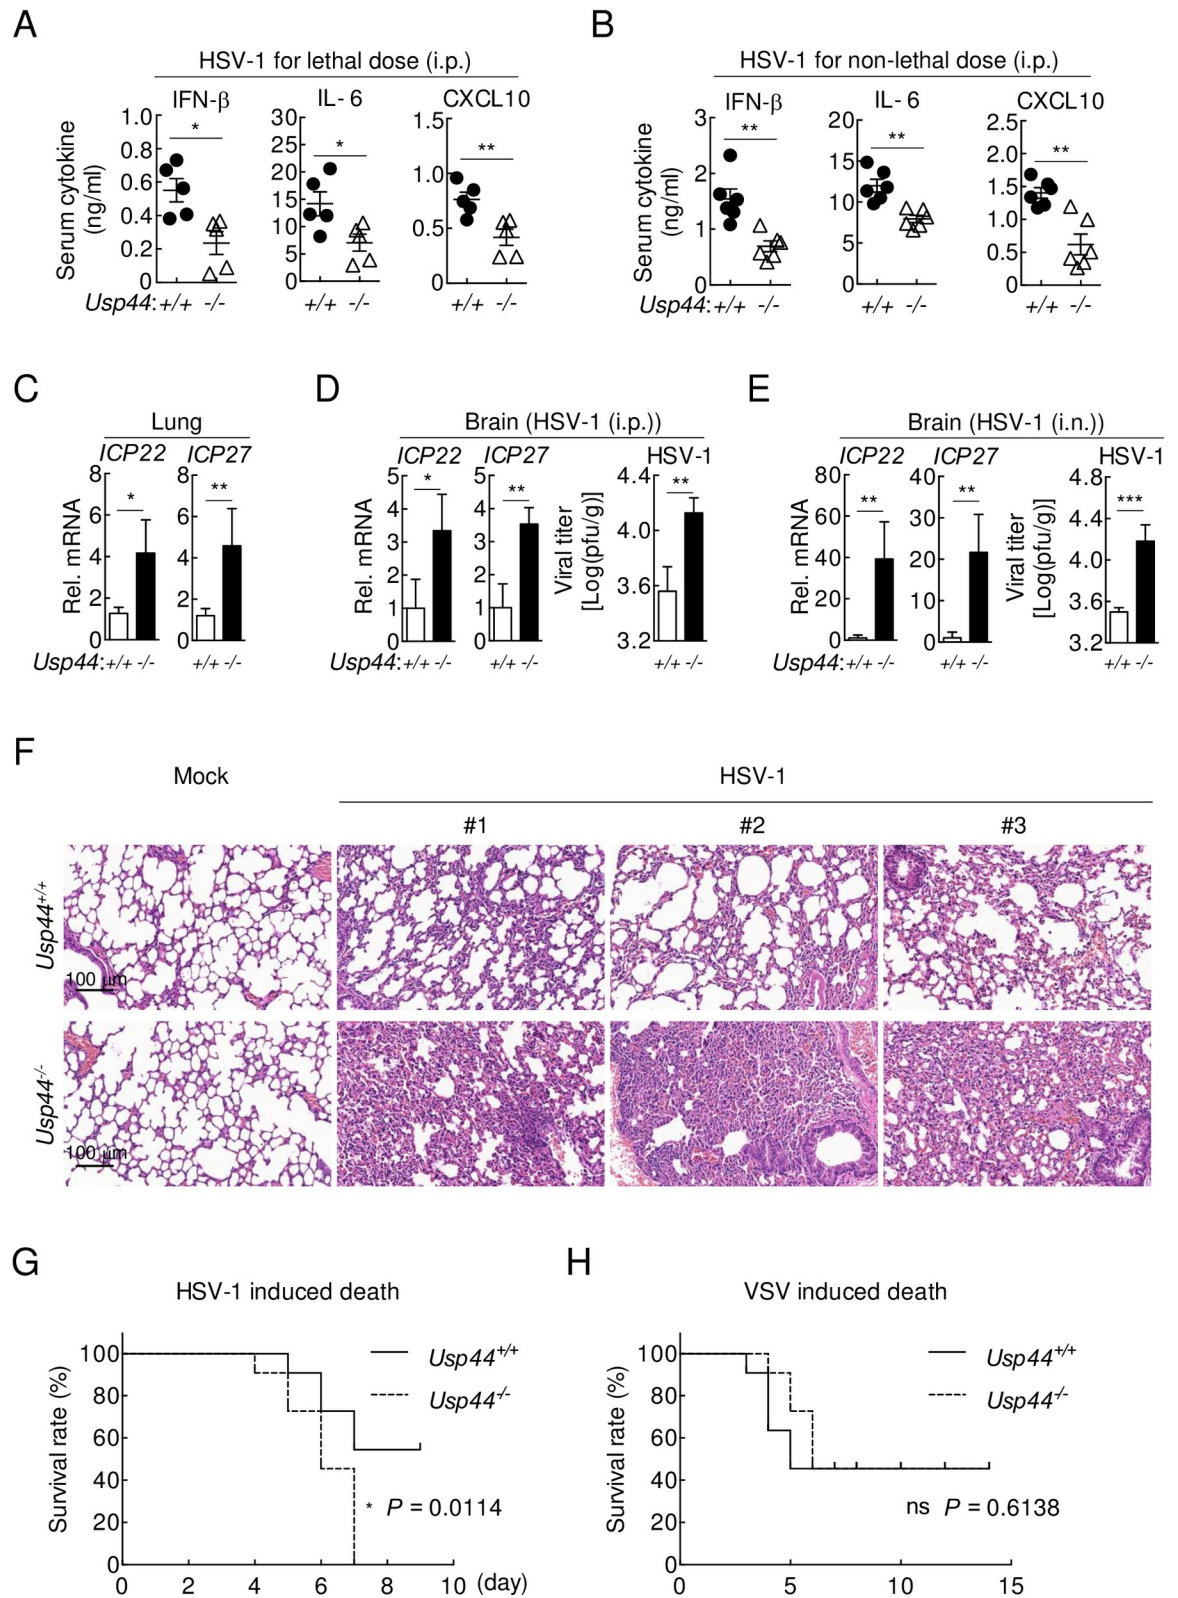 A
HSV-1 for lethal dose (i.p.)
IFN-β IL- 6 CXCL10
Serum cytokine
(ng/ml)
1.0
0.8
0.6
0.4
0.2
0
*
30
25
20
15
10
5
0
*
1.5
1.0
0.5
0
**
Usp44: +/+ -/- +/+ -/- +/+ -/-
B
HSV-1 for non-lethal dose (i.p.)
IFN-β IL- 6 CXCL10
Serum cytokine
(ng/ml)
3
2
1
0
**
20
15
10
5
0
**
2.5
2.0
1.5
1.0
0.5
0
**
Usp44: +/+ -/- +/+ -/- +/+ -/-
C
Lung
ICP22 ICP27
Rel. mRNA
8
6
4
2
0
*
8
6
4
2
0
**
Usp44: +/+ -/- +/+ -/-
D
Brain (HSV-1 (i.p.))
ICP22 ICP27 HSV-1
Rel. mRNA
5
4
3
2
1
0
*
5
4
3
2
1
0
**
Viral titer
[Log(pfu/g)]
4.4
4.0
3.6
3.2
**
Usp44: +/+ -/- +/+ -/- +/+ -/-
E
Brain (HSV-1 (i.n.))
ICP22 ICP27 HSV-1
Rel. mRNA
80
60
40
20
0
**
40
30
20
10
0
**
Viral titer
[Log(pfu/g)]
4.8
4.4
4.0
3.6
3.2
***
Usp44: +/+ -/- +/+ -/- +/+ -/-
F
Mock HSV-1
#1 #2 #3
Usp44+/+
100 μm
Usp44-/-
100 μm
G
HSV-1 induced death
Survival rate (%)
100
80
60
40
20
0
Usp44+/+
Usp44-/-
* P = 0.0114
0 2 4 6 8 10 (day)
H
VSV induced death
Survival rate (%)
100
80
60
40
20
0
Usp44+/+
Usp44-/-
ns P = 0.6138
0 5 10 15